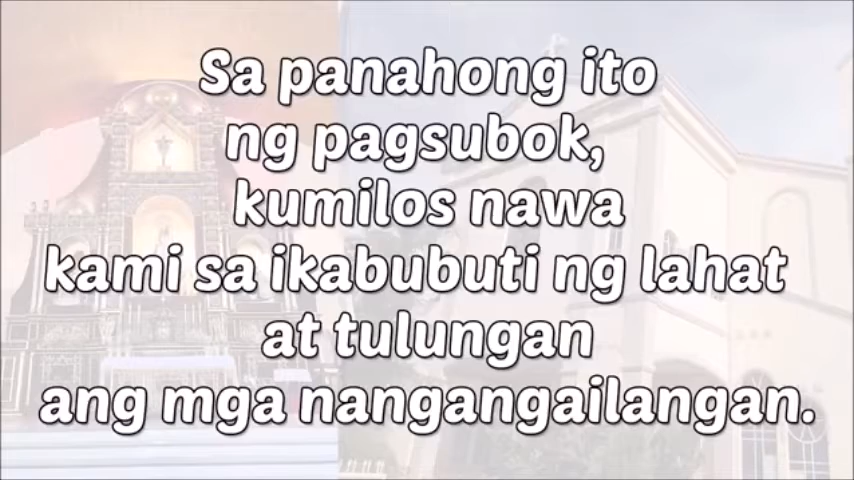 Sa panahong ito
ng pagsubok,
kumilos nawa
kami sa ikabubuti ng lahat
at tulungan
ang mga nangangailangan.